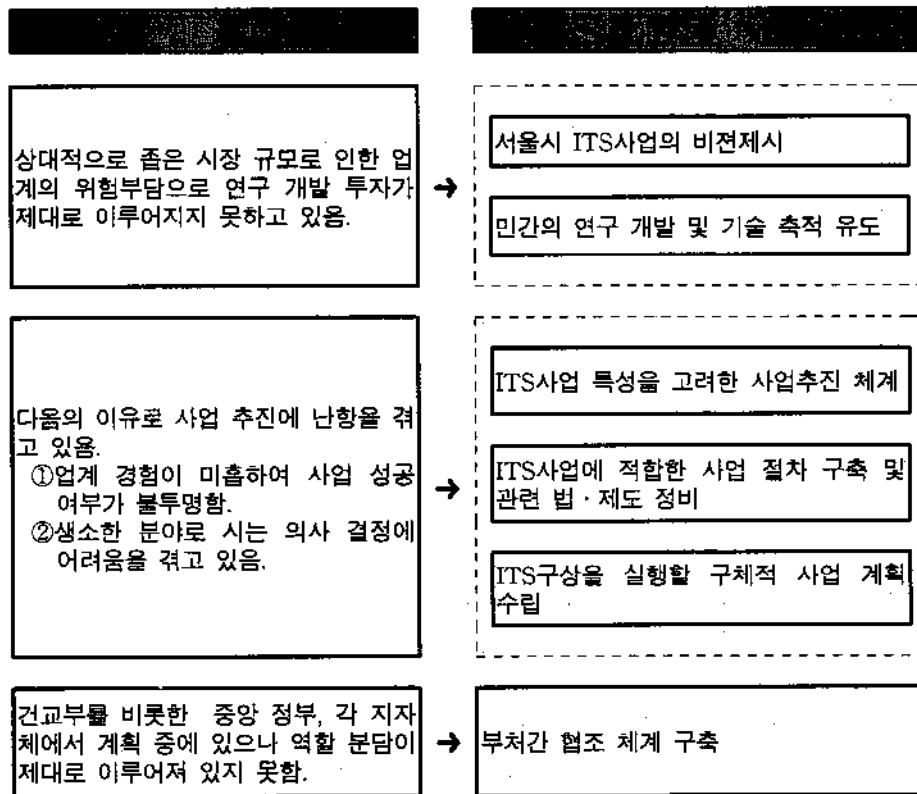 상대적으로 좁은 시장 규모로 인한 업
계의 위험부담으로 연구 개발 투자가
제대로 이루어지지 못하고 있음.
서울시 ITS사업의 비젼제시
민간의 연구 개발 및 기술 축적 유도
다음의 이유로 사업 추진에 난항을 겪
고 있음.
①업계 경험이 미흡하여 사업 성공
여부가 불투명함.
②생소한 분야로 시는 의사 결정에
어려움을 겪고 있음.
ITS사업 특성을 고려한 사업추진 체계
ITS사업에 적합한 사업 절차 구축 및
관련 법·제도 정비
ITS구상을 실행할 구체적 사업 계획
수립
건교부를 비롯한 중앙 정부, 각 지자
체에서 계획 중에 있으나 역할 분담이
제대로 이루어져 있지 못함.
부처간 협조 체계 구축